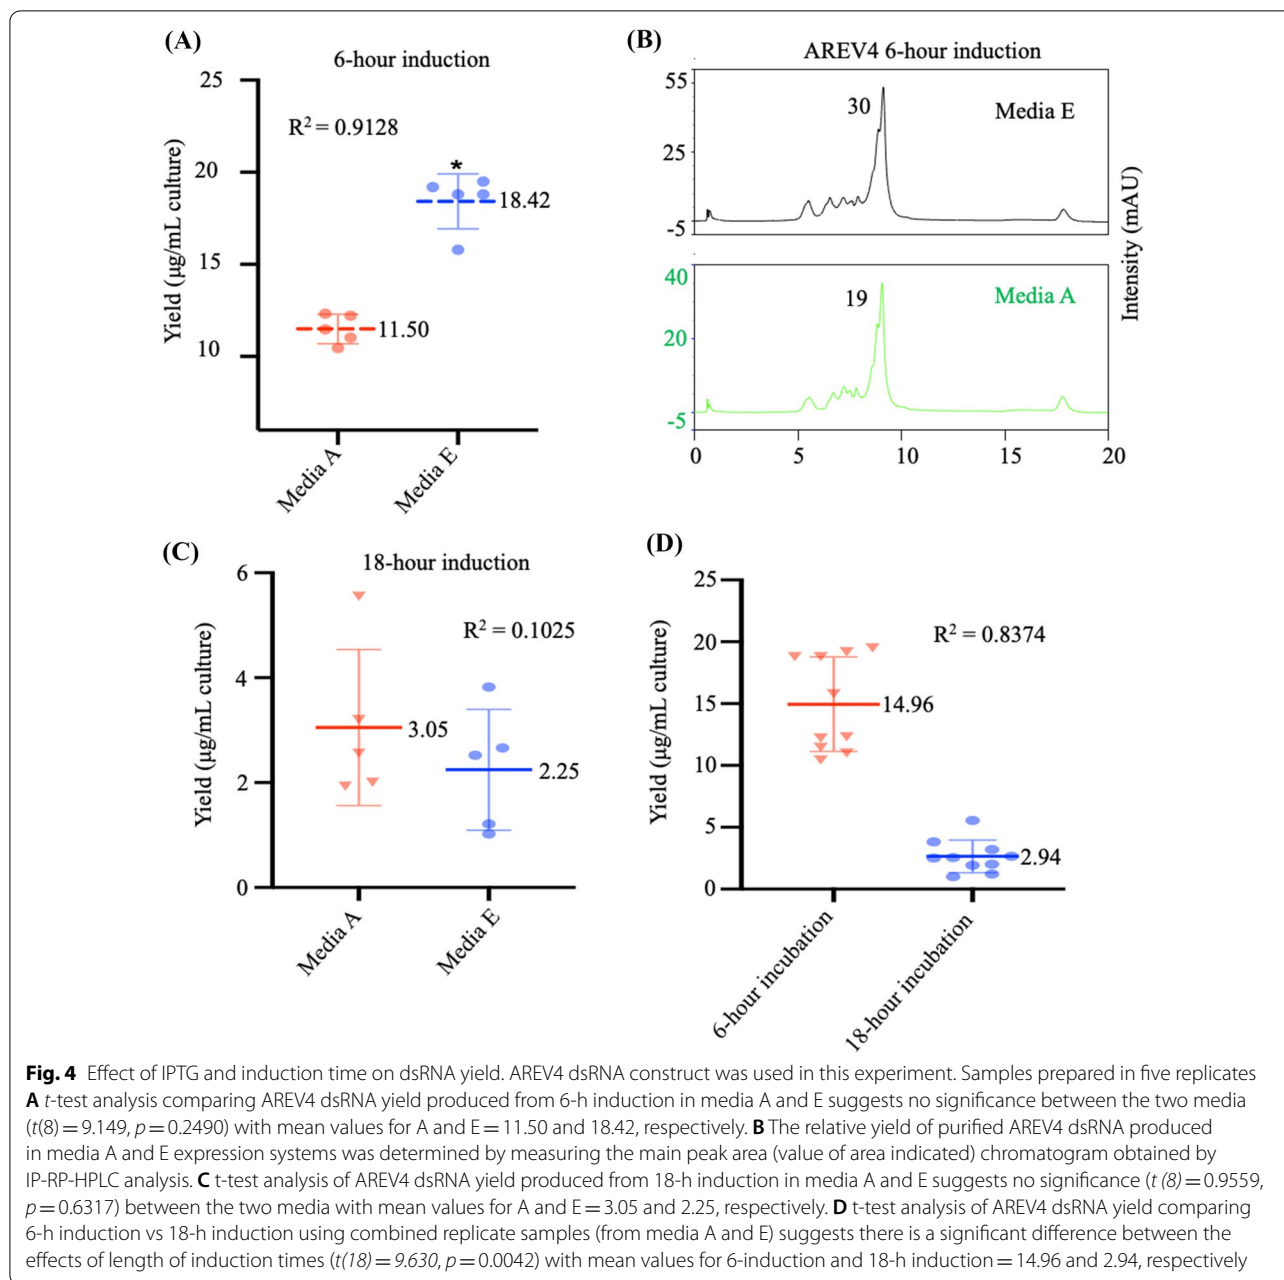 (A)
6-hour induction
25
20
15
10
Yield (µg/mL culture)
R² = 0.9128
*
18.42
11.50
Media A
Media E
(B)
AREV4 6-hour induction
55
25
-5
30
Media E
40
20
-5
19
Media A
Intensity (mAU)
0 5 10 15 20
(C)
18-hour induction
6
4
2
0
Yield (µg/mL culture)
R² = 0.1025
3.05
2.25
Media A
Media E
(D)
25
20
15
10
5
0
Yield (µg/mL culture)
R² = 0.8374
14.96
2.94
6-hour incubation
18-hour incubation
Fig. 4 Effect of IPTG and induction time on dsRNA yield. AREV4 dsRNA construct was used in this experiment. Samples prepared in five replicates
A t-test analysis comparing AREV4 dsRNA yield produced from 6-h induction in media A and E suggests no significance between the two media
(t(8) = 9.149, p = 0.2490) with mean values for A and E = 11.50 and 18.42, respectively. B The relative yield of purified AREV4 dsRNA produced
in media A and E expression systems was determined by measuring the main peak area (value of area indicated) chromatogram obtained by
IP-RP-HPLC analysis. C t-test analysis of AREV4 dsRNA yield produced from 18-h induction in media A and E suggests no significance (t (8) = 0.9559,
p = 0.6317) between the two media with mean values for A and E = 3.05 and 2.25, respectively. D t-test analysis of AREV4 dsRNA yield comparing
6-h induction vs 18-h induction using combined replicate samples (from media A and E) suggests there is a significant difference between the
effects of length of induction times (t(18) = 9.630, p = 0.0042) with mean values for 6-induction and 18-h induction = 14.96 and 2.94, respectively